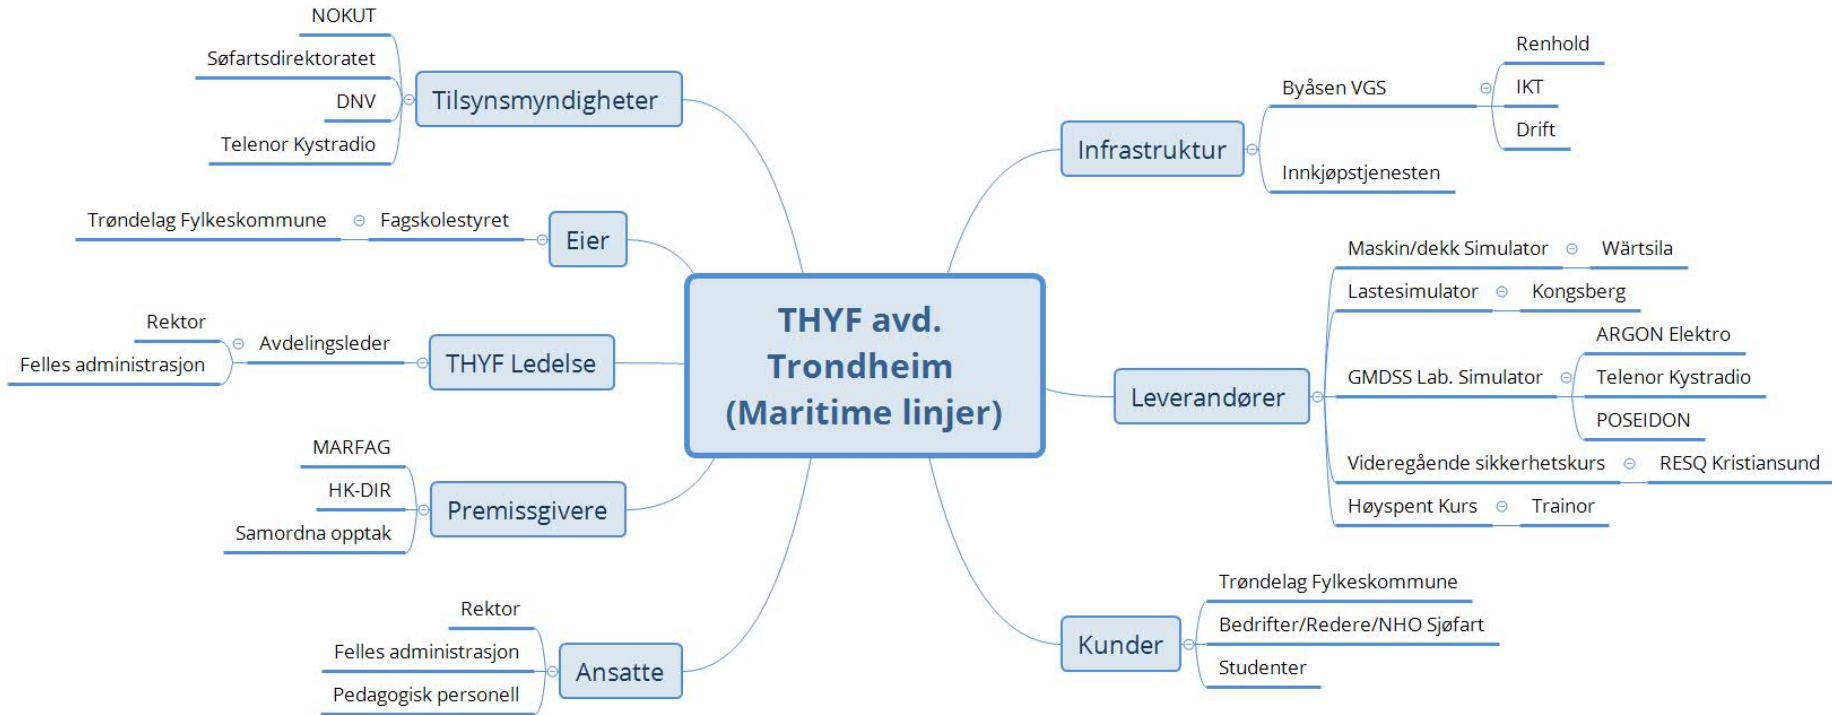 NOKUT
Søfartsdirektoratet
DNV
Telenor Kystradio
Tilsynsmyndigheter
Trøndelag Fylkeskommune
Fagskolestyret
Eier
Rektor
Felles administrasjon
Avdelingsleder
THYF Ledelse
MARFAG
HK-DIR
Samordna opptak
Premissgivere
Rektor
Felles administrasjon
Pedagogisk personell
Ansatte
THYF avd.
Trondheim
(Maritime linjer)
Infrastruktur
Byåsen VGS
Renhold
IKT
Drift
Innkjøpstjenesten
Leverandører
Maskin/dekk Simulator
Wärtsila
Lastesimulator
Kongsberg
GMDSS Lab. Simulator
ARGON Elektro
Telenor Kystradio
POSEIDON
Videregående sikkerhetskurs
RESQ Kristiansund
Høyspent Kurs
Trainor
Kunder
Trøndelag Fylkeskommune
Bedrifter/Redere/NHO Sjøfart
Studenter